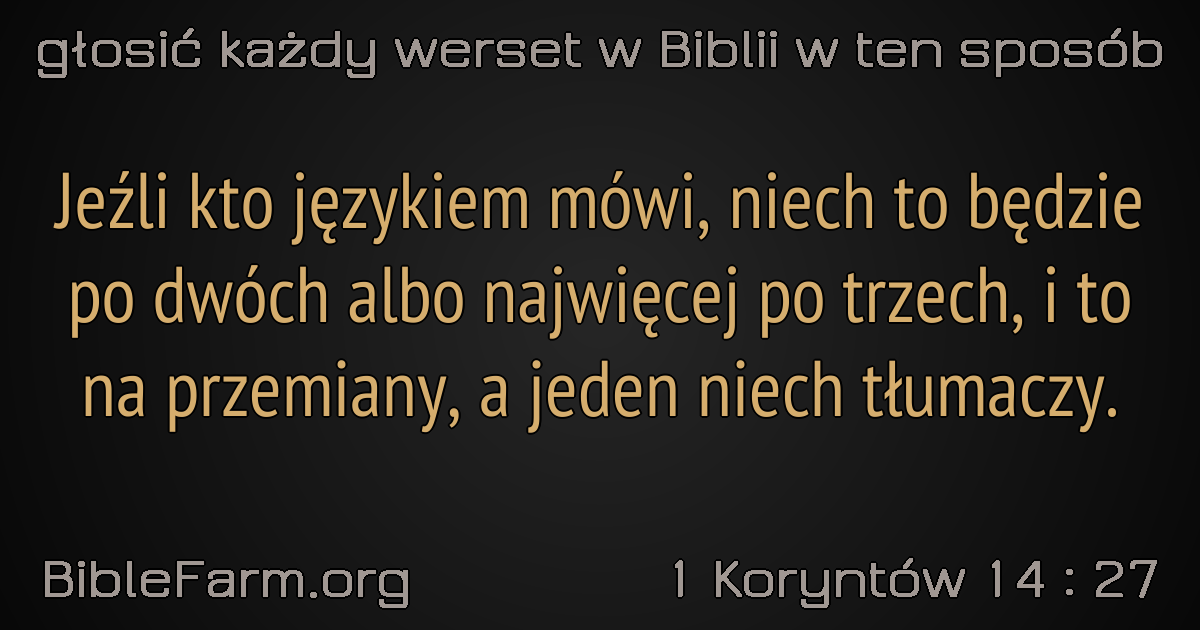 głosić każdy werset w Biblii w ten sposób
Jeźli kto językiem mówi, niech to będzie
po dwóch albo najwięcej po trzech, i to
na przemiany, a jeden niech tłumaczy.
BibleFarm.org
1 Koryntów 14 : 27